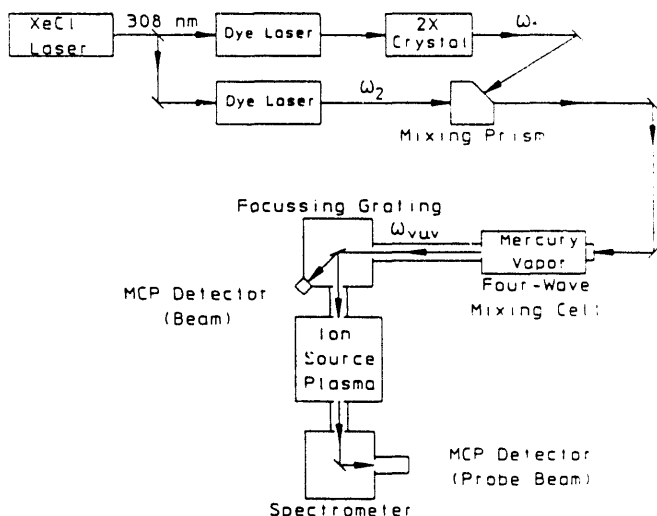 XeCl
Laser
308 nm
Dye Laser
2X
Crystal
Dye Laser
ω₂
Mixing Prism
Focussing Grating
ωvuv
Mercury
Vapor
Four-Wave
Mixing Cell
MCP Detector
(Beam)
Ion
Source
Plasma
MCP Detector
(Probe Beam)
Spectrometer